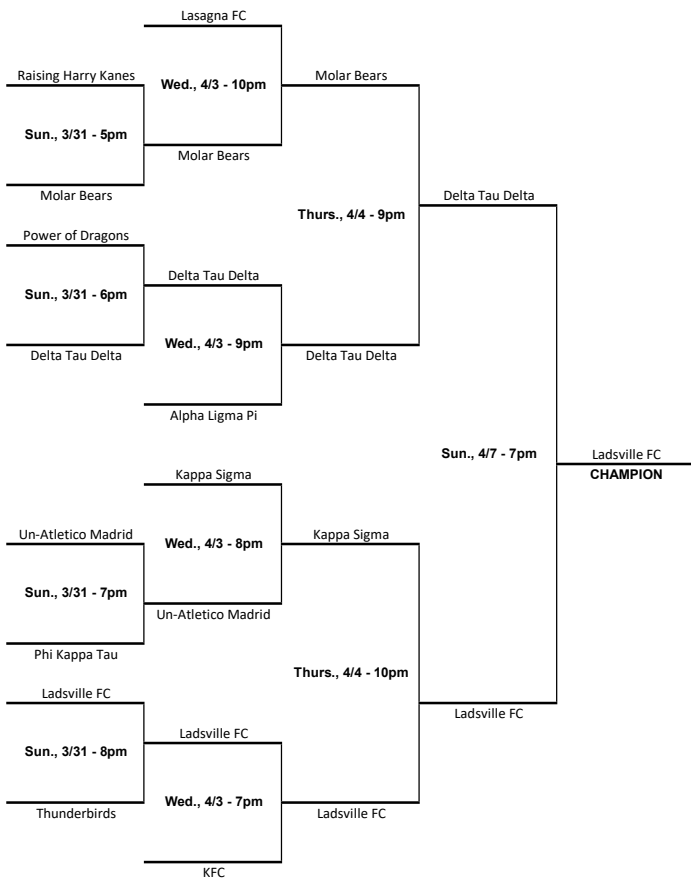 Lasagna FC
Raising Harry Kanes
Wed., 4/3 - 10pm
Molar Bears
Sun., 3/31 - 5pm
Molar Bears
Molar Bears
Delta Tau Delta
Thurs., 4/4 - 9pm
Power of Dragons
Delta Tau Delta
Sun., 3/31 - 6pm
Wed., 4/3 - 9pm
Delta Tau Delta
Delta Tau Delta
Alpha Ligma Pi
Sun., 4/7 - 7pm
Ladsville FC
CHAMPION
Kappa Sigma
Un-Atletico Madrid
Wed., 4/3 - 8pm
Kappa Sigma
Sun., 3/31 - 7pm
Un-Atletico Madrid
Phi Kappa Tau
Thurs., 4/4 - 10pm
Ladsville FC
Ladsville FC
Ladsville FC
Sun., 3/31 - 8pm
Wed., 4/3 - 7pm
Thunderbirds
Ladsville FC
KFC